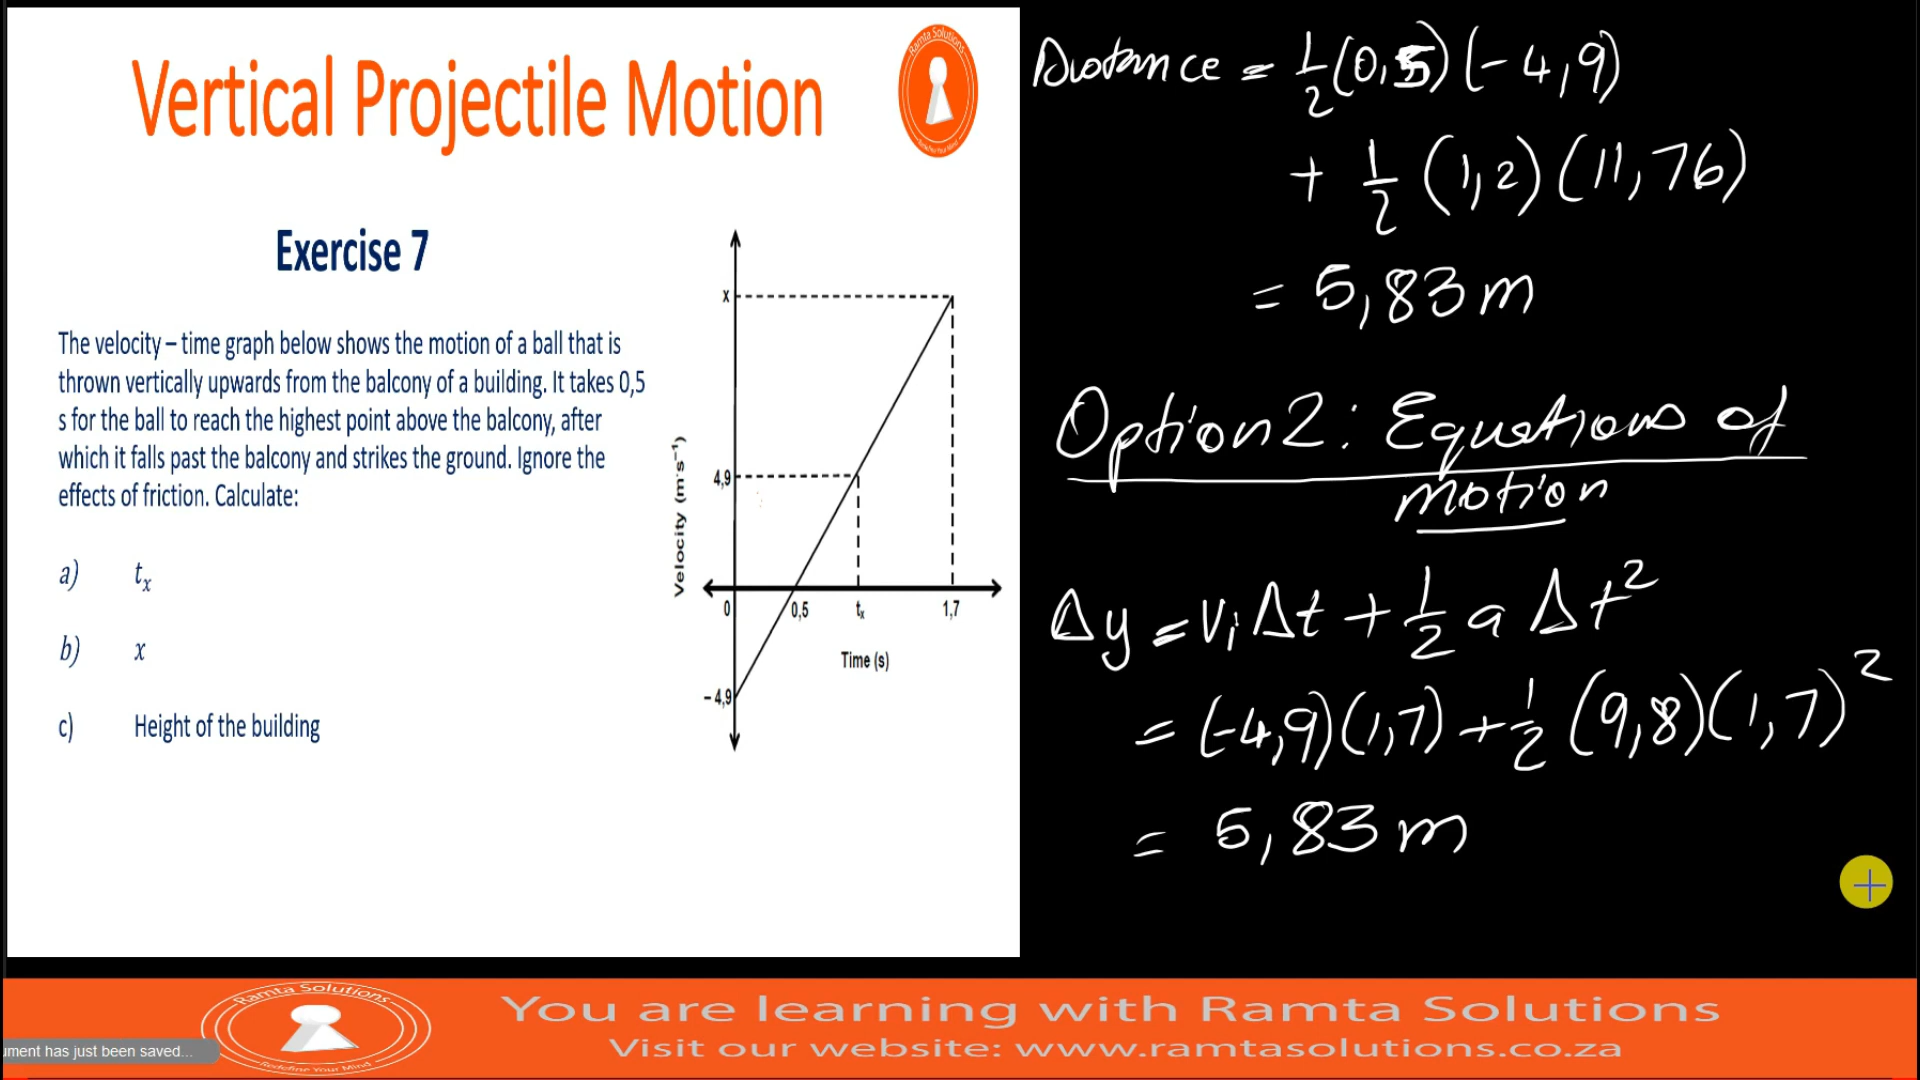 Vertical Projectile Motion
Ramta Solutions
Exercise 7
The velocity – time graph below shows the motion of a ball that is
thrown vertically upwards from the balcony of a building. It takes 0,5
s for the ball to reach the highest point above the balcony, after
which it falls past the balcony and strikes the ground. Ignore the
effects of friction. Calculate:
a) tₓ
b) x
c) Height of the building
Velocity (m·s⁻¹)
x
4,9
0
0,5
tₓ
1,7
– 4,9
Time (s)
Distance = 1/2 (0,5) (-4,9)
+ 1/2 (1,2) (11,76)
= 5,83 m
Option 2: Equations of
motion
Δy = viΔt + 1/2 a Δt²
= (-4,9)(1,7) + 1/2 (9,8)(1,7)²
= 5,83 m
Ramta Solutions
Redefine Your Mind
You are learning with Ramta Solutions
Visit our website: www.ramtasolutions.co.za
ument has just been saved...